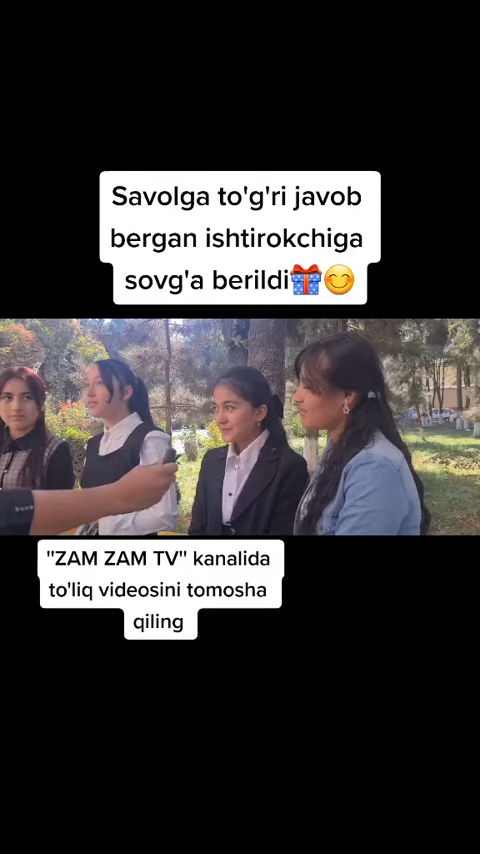 Savolga to'g'ri javob
bergan ishtirokchiga
sovg'a berildi🎁😊
"ZAM ZAM TV" kanalida
to'liq videosini tomosha
qiling